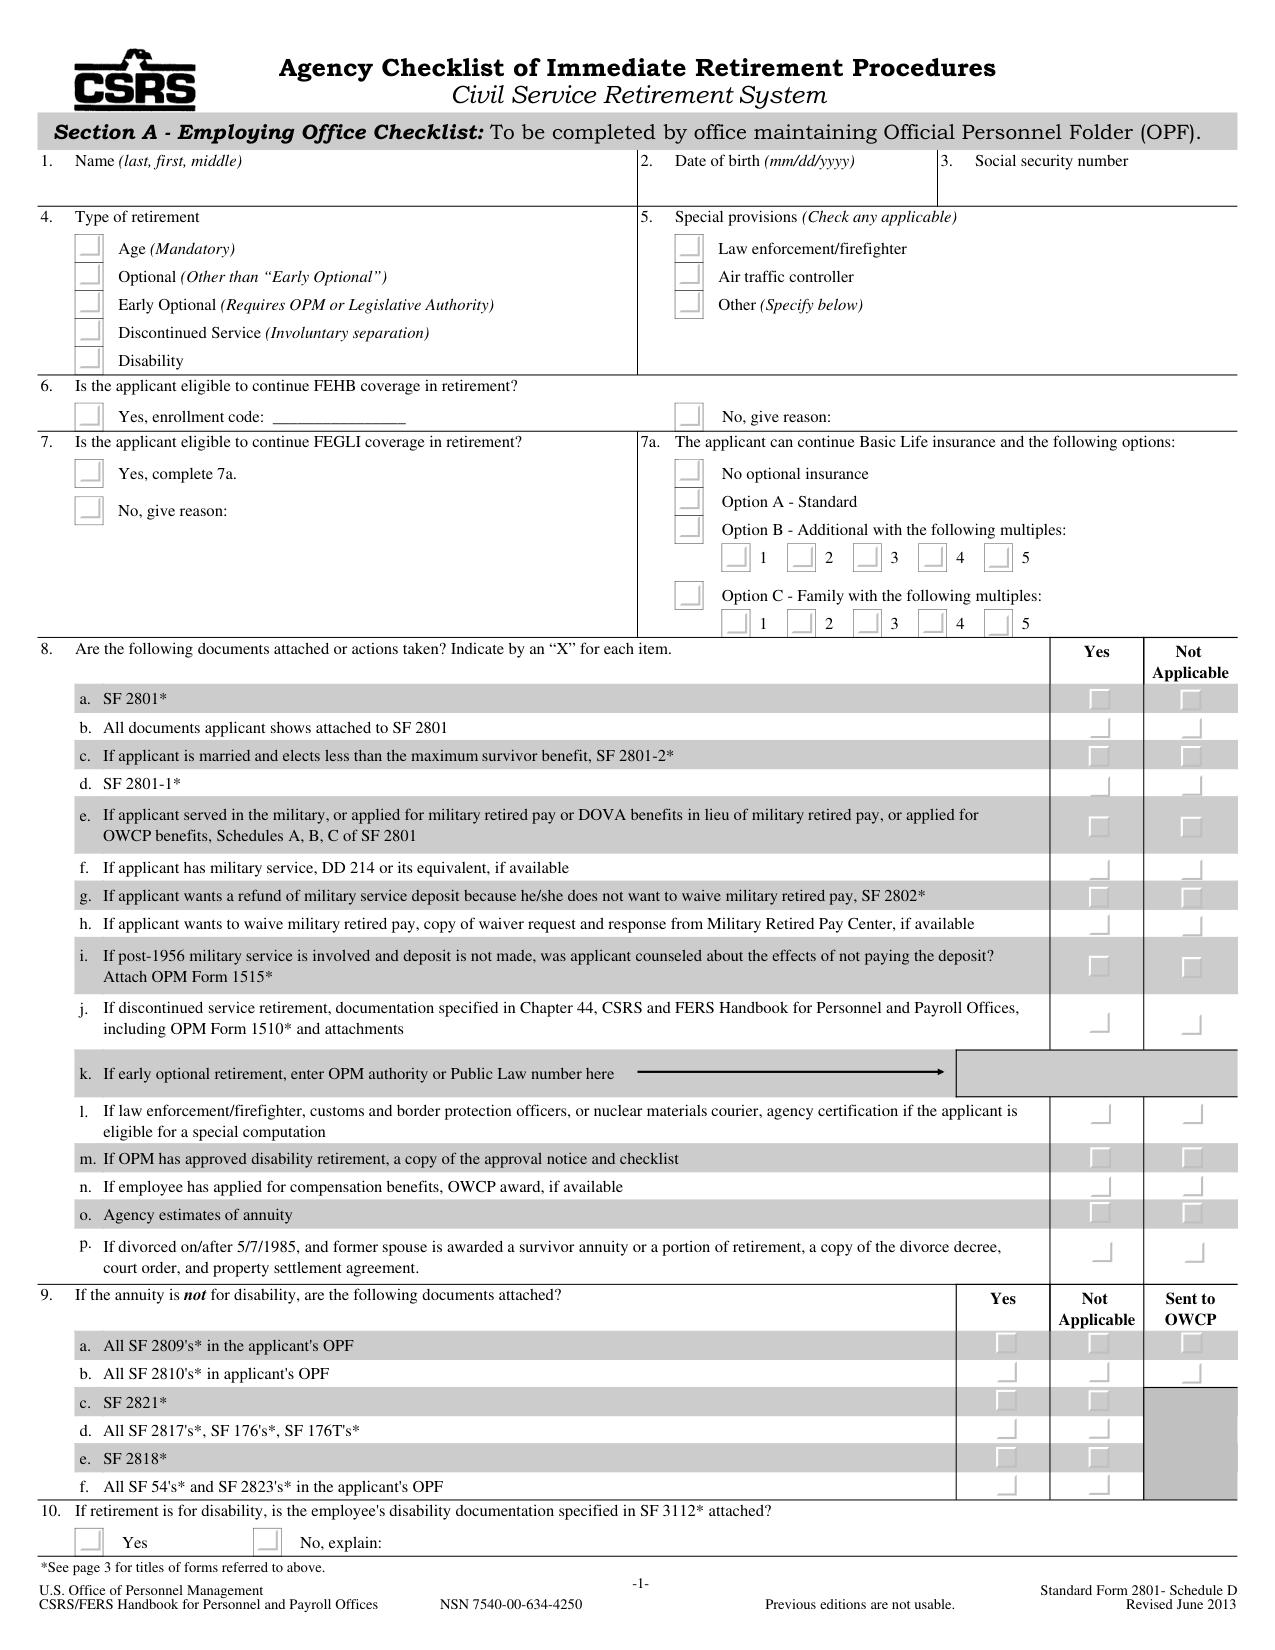 CSRS
Agency Checklist of Immediate Retirement Procedures
Civil Service Retirement System
Section A - Employing Office Checklist: To be completed by office maintaining Official Personnel Folder (OPF).
1. Name (last, first, middle)
2. Date of birth (mm/dd/yyyy)
3. Social security number
4. Type of retirement
Age (Mandatory)
Optional (Other than “Early Optional”)
Early Optional (Requires OPM or Legislative Authority)
Discontinued Service (Involuntary separation)
Disability
5. Special provisions (Check any applicable)
Law enforcement/firefighter
Air traffic controller
Other (Specify below)
6. Is the applicant eligible to continue FEHB coverage in retirement?
Yes, enrollment code: ________________
No, give reason:
7. Is the applicant eligible to continue FEGLI coverage in retirement?
Yes, complete 7a.
No, give reason:
7a. The applicant can continue Basic Life insurance and the following options:
No optional insurance
Option A - Standard
Option B - Additional with the following multiples:
1 2 3 4 5
Option C - Family with the following multiples:
1 2 3 4 5
8. Are the following documents attached or actions taken? Indicate by an “X” for each item.
Yes
Not
Applicable
a. SF 2801*
b. All documents applicant shows attached to SF 2801
c. If applicant is married and elects less than the maximum survivor benefit, SF 2801-2*
d. SF 2801-1*
e. If applicant served in the military, or applied for military retired pay or DOVA benefits in lieu of military retired pay, or applied for
OWCP benefits, Schedules A, B, C of SF 2801
f. If applicant has military service, DD 214 or its equivalent, if available
g. If applicant wants a refund of military service deposit because he/she does not want to waive military retired pay, SF 2802*
h. If applicant wants to waive military retired pay, copy of waiver request and response from Military Retired Pay Center, if available
i. If post-1956 military service is involved and deposit is not made, was applicant counseled about the effects of not paying the deposit?
Attach OPM Form 1515*
j. If discontinued service retirement, documentation specified in Chapter 44, CSRS and FERS Handbook for Personnel and Payroll Offices,
including OPM Form 1510* and attachments
k. If early optional retirement, enter OPM authority or Public Law number here
l. If law enforcement/firefighter, customs and border protection officers, or nuclear materials courier, agency certification if the applicant is
eligible for a special computation
m. If OPM has approved disability retirement, a copy of the approval notice and checklist
n. If employee has applied for compensation benefits, OWCP award, if available
o. Agency estimates of annuity
p. If divorced on/after 5/7/1985, and former spouse is awarded a survivor annuity or a portion of retirement, a copy of the divorce decree,
court order, and property settlement agreement.
9. If the annuity is not for disability, are the following documents attached?
Yes
Not
Applicable
Sent to
OWCP
a. All SF 2809's* in the applicant's OPF
b. All SF 2810's* in applicant's OPF
c. SF 2821*
d. All SF 2817's*, SF 176's*, SF 176T's*
e. SF 2818*
f. All SF 54's* and SF 2823's* in the applicant's OPF
10. If retirement is for disability, is the employee's disability documentation specified in SF 3112* attached?
Yes
No, explain:
*See page 3 for titles of forms referred to above.
-1-
U.S. Office of Personnel Management
CSRS/FERS Handbook for Personnel and Payroll Offices
NSN 7540-00-634-4250
Previous editions are not usable.
Standard Form 2801- Schedule D
Revised June 2013